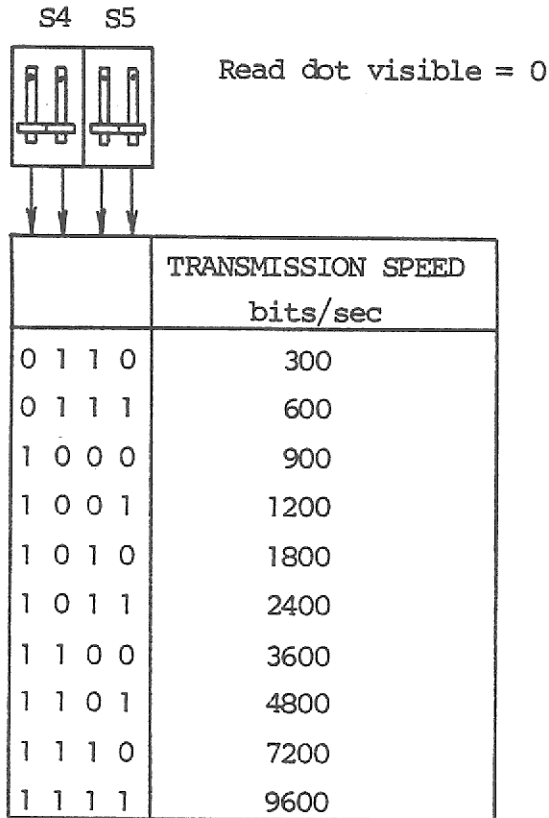 S4 S5
Read dot visible = 0
TRANSMISSION SPEED
bits/sec
0 1 1 0 300
0 1 1 1 600
1 0 0 0 900
1 0 0 1 1200
1 0 1 0 1800
1 0 1 1 2400
1 1 0 0 3600
1 1 0 1 4800
1 1 1 0 7200
1 1 1 1 9600